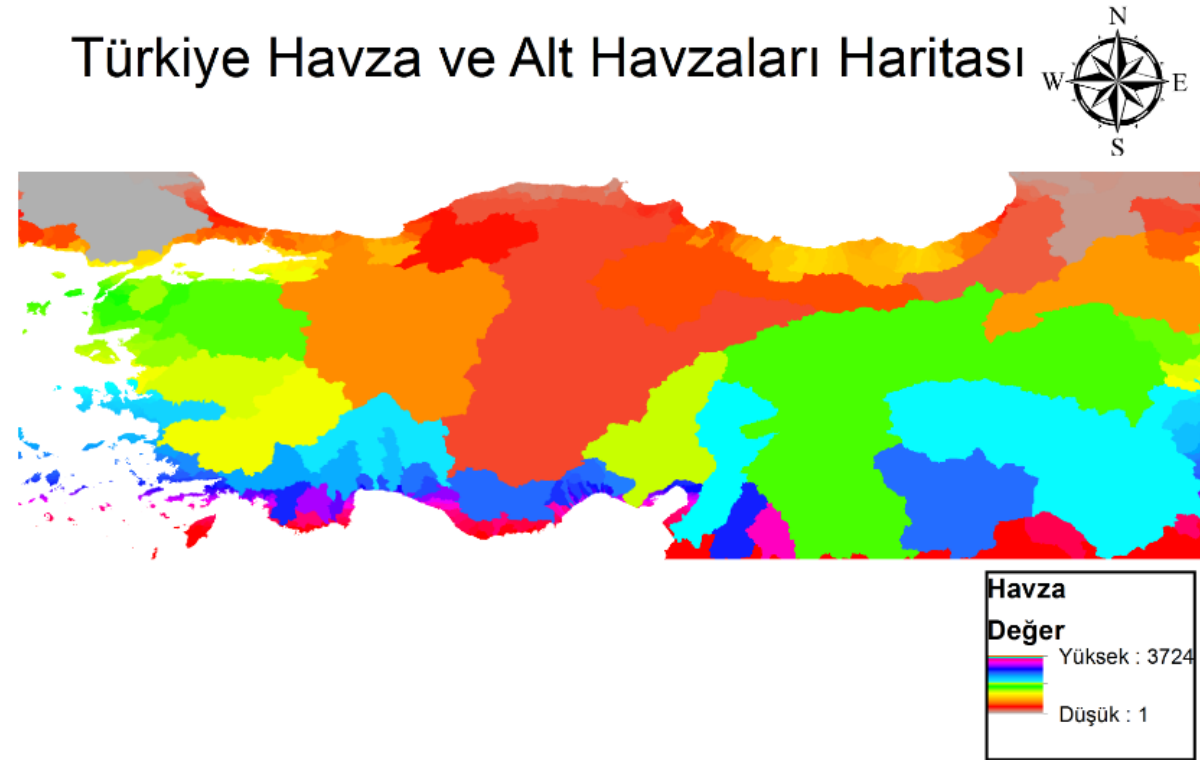 Türkiye Havza ve Alt Havzaları Haritası
N
W
E
S
Havza
Değer
Yüksek : 3724
Düşük : 1